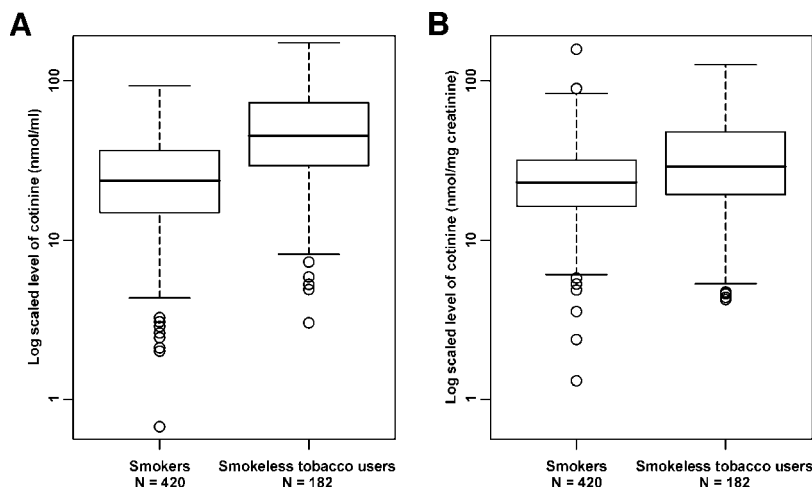 A
Log scaled level of cotinine (nmol/ml)
100
10
1
Smokers
N = 420
Smokeless tobacco users
N = 182
B
Log scaled level of cotinine (nmol/mg creatinine)
100
10
1
Smokers
N = 420
Smokeless tobacco users
N = 182